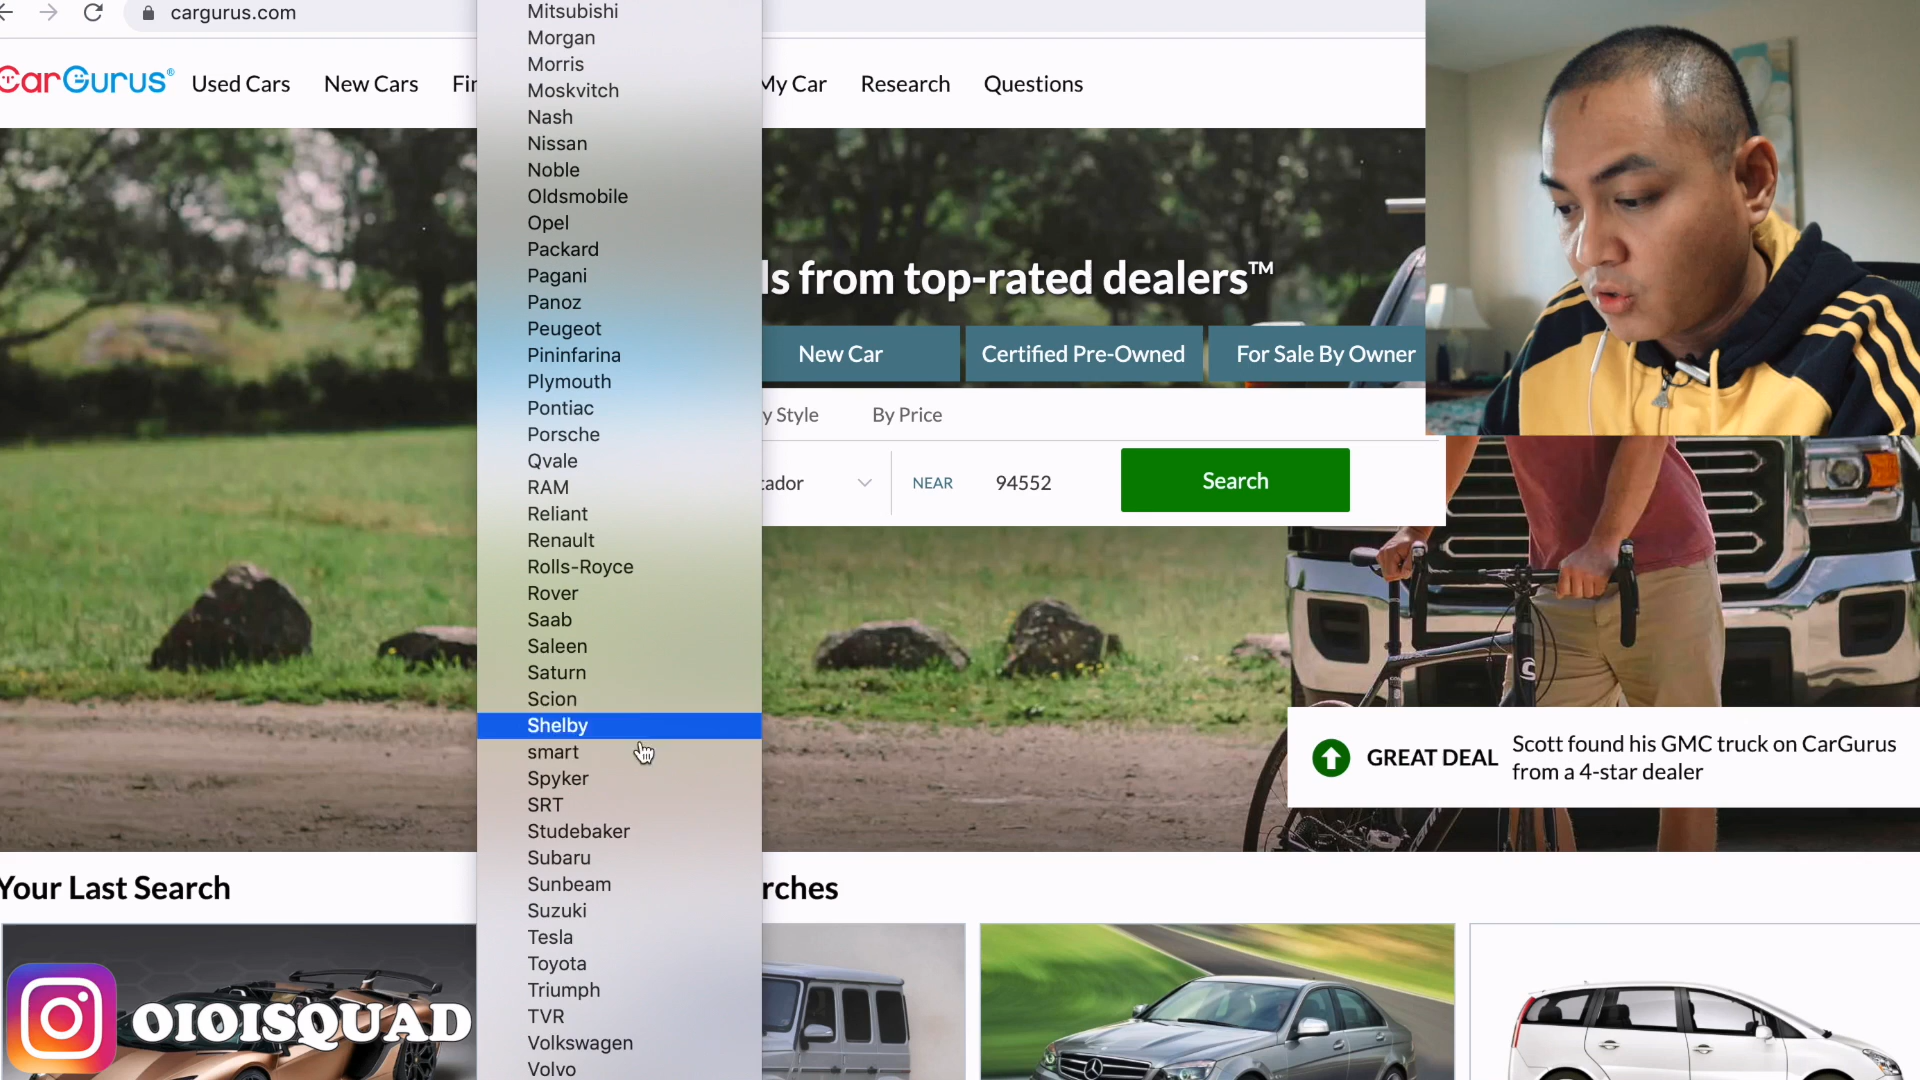 cargurus.com
CarGurus®
Used Cars
New Cars
Fin
My Car
Research
Questions
Mitsubishi
Morgan
Morris
Moskvitch
Nash
Nissan
Noble
Oldsmobile
Opel
Packard
Pagani
Panoz
Peugeot
Pininfarina
Plymouth
Pontiac
Porsche
Qvale
RAM
Reliant
Renault
Rolls-Royce
Rover
Saab
Saleen
Saturn
Scion
Shelby
smart
Spyker
SRT
Studebaker
Subaru
Sunbeam
Suzuki
Tesla
Toyota
Triumph
TVR
Volkswagen
Volvo
ls from top-rated dealers™
New Car
Certified Pre-Owned
For Sale By Owner
y Style
By Price
ador
NEAR
94552
Search
GREAT DEAL
Scott found his GMC truck on CarGurus
from a 4-star dealer
Your Last Search
rches
OIOISQUAD